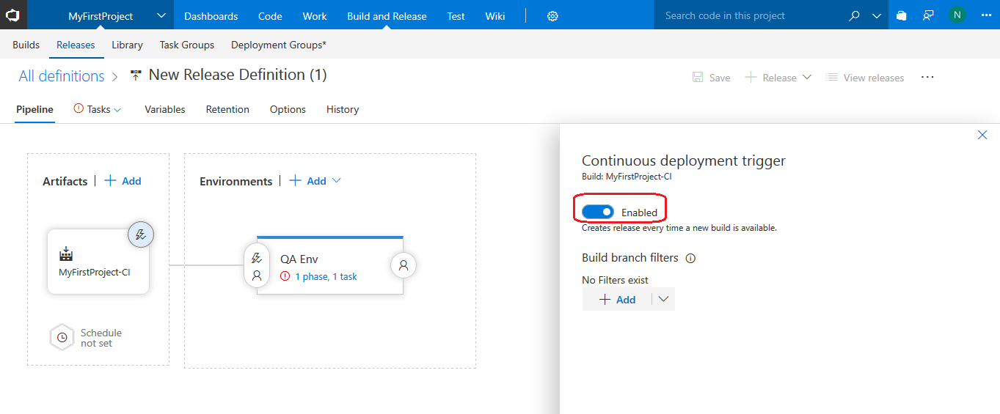 MyFirstProject Dashboards Code Work Build and Release Test Wiki Search code in this project N
Builds Releases Library Task Groups Deployment Groups*
All definitions > New Release Definition (1) Save Release View releases ...
Pipeline Tasks Variables Retention Options History
Continuous deployment trigger
Build: MyFirstProject-CI
Enabled
Creates release every time a new build is available.
Build branch filters
No Filters exist
+ Add
Artifacts | + Add
Environments | + Add
MyFirstProject-CI
QA Env
1 phase, 1 task
Schedule
not set